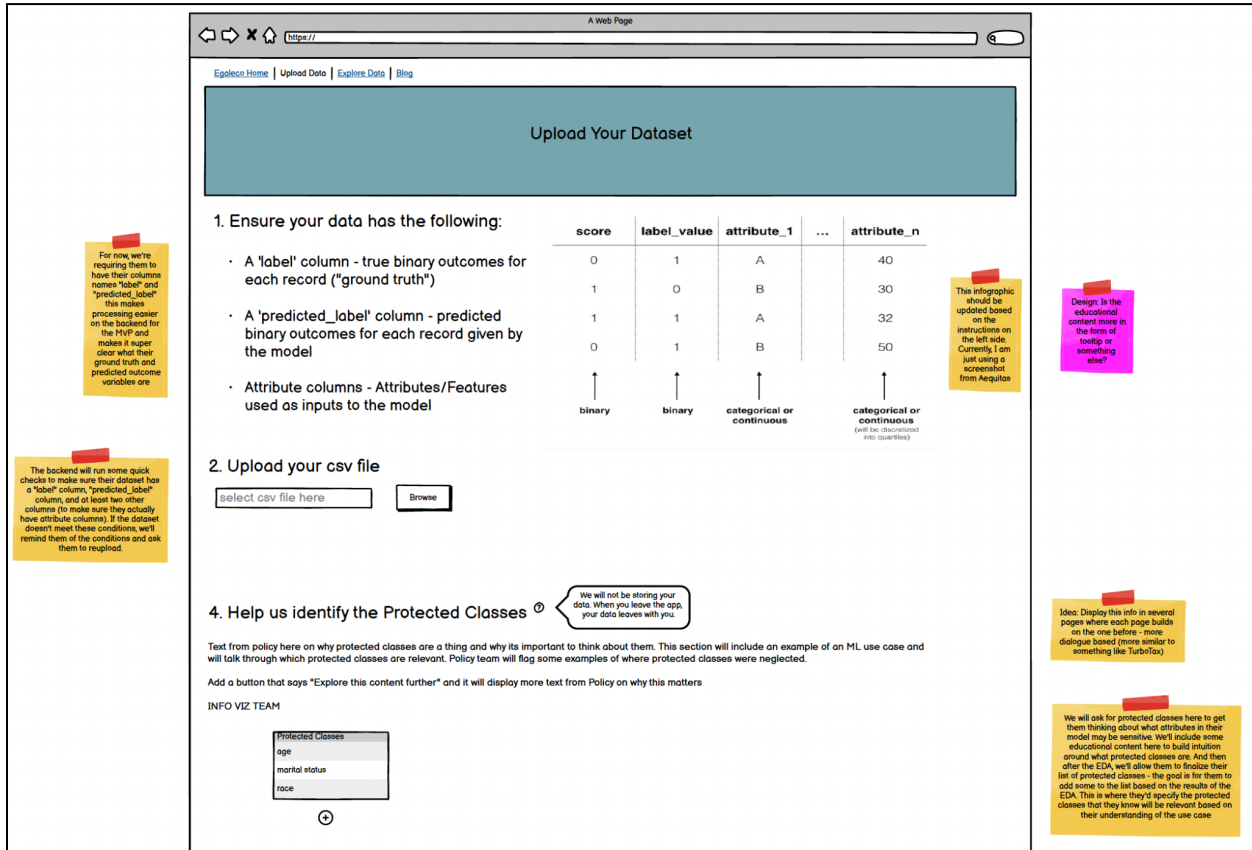 A Web Page
https://
Egaleco Home | Upload Data | Explore Data | Blog
Upload Your Dataset
1. Ensure your data has the following:
· A 'label' column - true binary outcomes for
each record ("ground truth")
· A 'predicted_label' column - predicted
binary outcomes for each record given by
the model
· Attribute columns - Attributes/Features
used as inputs to the model
score label_value attribute_1 ... attribute_n
0 1 A 40
1 0 B 30
1 1 A 32
0 1 B 50
binary binary categorical or continuous categorical or continuous
(will be discretized
into quartiles)
For now, we're
requiring them to
have their columns
names "label" and
"predicted_label"
this makes
processing easier
on the backend for
the MVP and
makes it super
clear what their
ground truth and
predicted outcome
variables are
This infographic
should be
updated based
on the
instructions on
the left side.
Currently, I am
just using a
screenshot
from Aequitas
Design: Is the
educational
content more in
the form of
tooltip or
something
else?
2. Upload your csv file
select csv file here
Browse
The backend will run some quick
checks to make sure their dataset has
a "label" column, "predicted_label"
column, and at least two other
columns (to make sure they actually
have attribute columns). If the dataset
doesn't meet these conditions, we'll
remind them of the conditions and ask
them to reupload.
4. Help us identify the Protected Classes ?
We will not be storing your
data. When you leave the app,
your data leaves with you.
Text from policy here on why protected classes are a thing and why its important to think about them. This section will include an example of an ML use case and
will talk through which protected classes are relevant. Policy team will flag some examples of where protected classes were neglected.
Add a button that says "Explore this content further" and it will display more text from Policy on why this matters
INFO VIZ TEAM
Protected Classes
age
marital status
race
Idea: Display this info in several
pages where each page builds
on the one before - more
dialogue based (more similar to
something like TurboTax)
We will ask for protected classes here to get
them thinking about what attributes in their
model may be sensitive. We'll include some
educational content here to build intuition
around what protected classes are. And then
after the EDA, we'll allow them to finalize their
list of protected classes - the goal is for them to
add some to the list based on the results of the
EDA. This is where they'd specify the protected
classes that they know will be relevant based on
their understanding of the use case